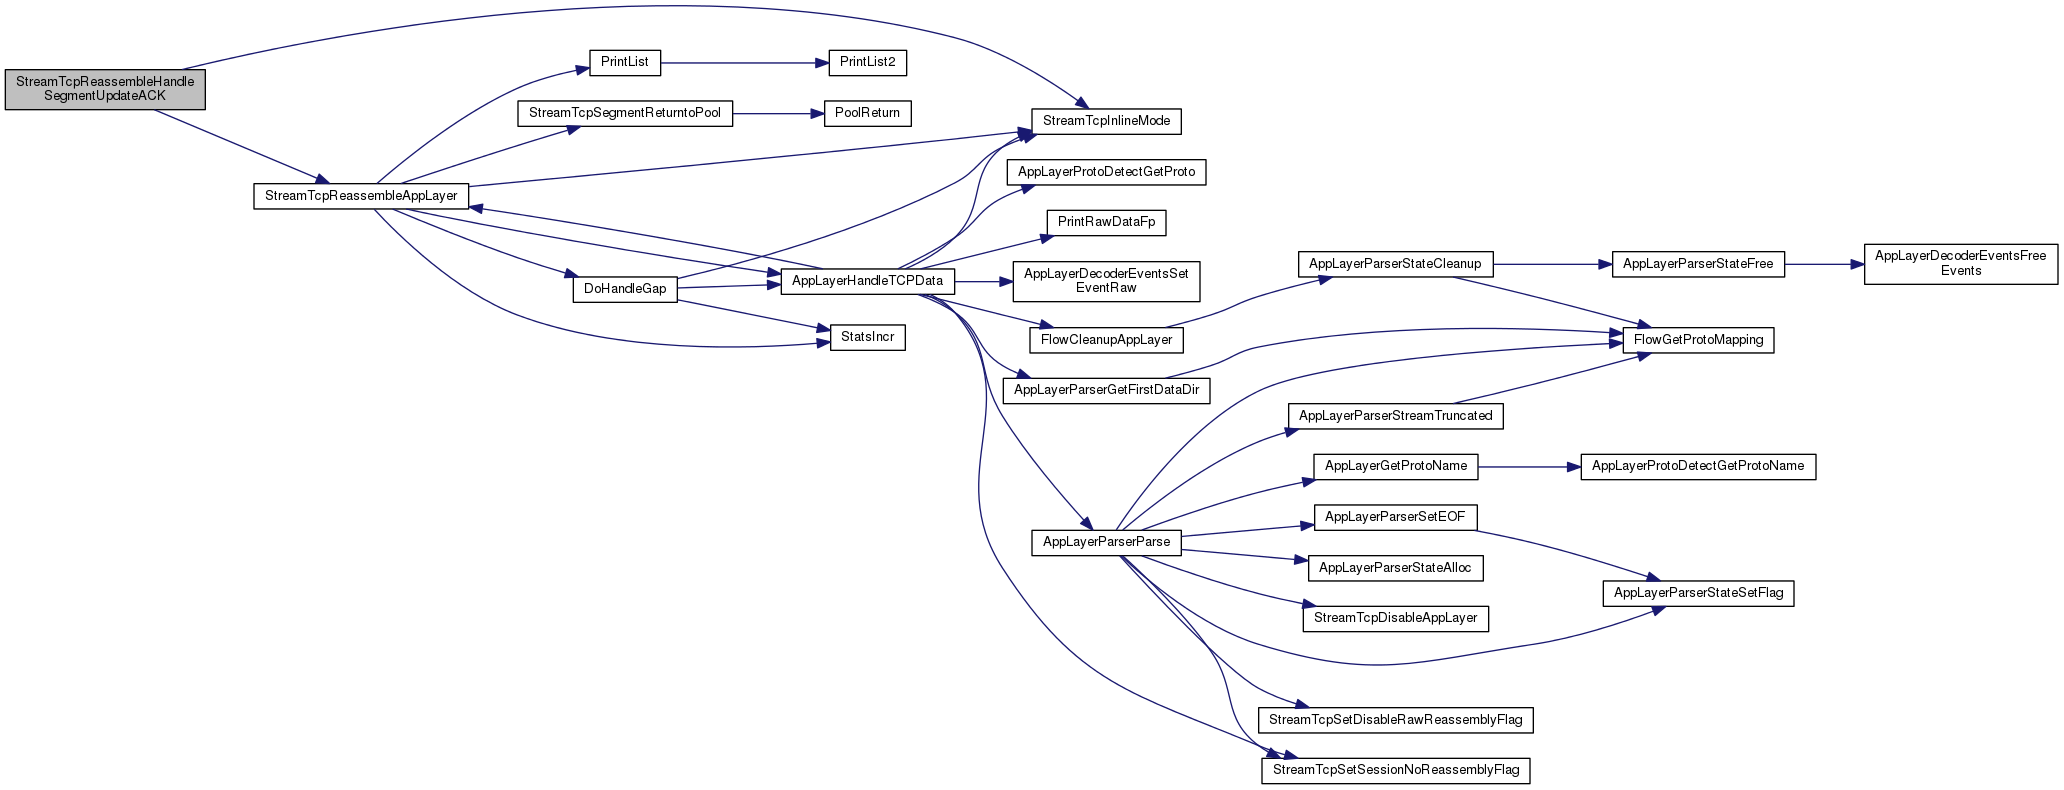 StreamTcpReassembleHandle
SegmentUpdateACK
StreamTcpReassembleAppLayer
PrintList
PrintList2
StreamTcpSegmentReturntoPool
PoolReturn
DoHandleGap
AppLayerHandleTCPData
StatsIncr
StreamTcpInlineMode
AppLayerProtoDetectGetProto
PrintRawDataFp
AppLayerDecoderEventsSet
EventRaw
FlowCleanupAppLayer
AppLayerParserGetFirstDataDir
AppLayerParserParse
AppLayerParserStateCleanup
AppLayerParserStateFree
AppLayerDecoderEventsFree
Events
FlowGetProtoMapping
AppLayerParserStreamTruncated
AppLayerGetProtoName
AppLayerProtoDetectGetProtoName
AppLayerParserSetEOF
AppLayerParserStateAlloc
AppLayerParserStateSetFlag
StreamTcpDisableAppLayer
StreamTcpSetDisableRawReassemblyFlag
StreamTcpSetSessionNoReassemblyFlag